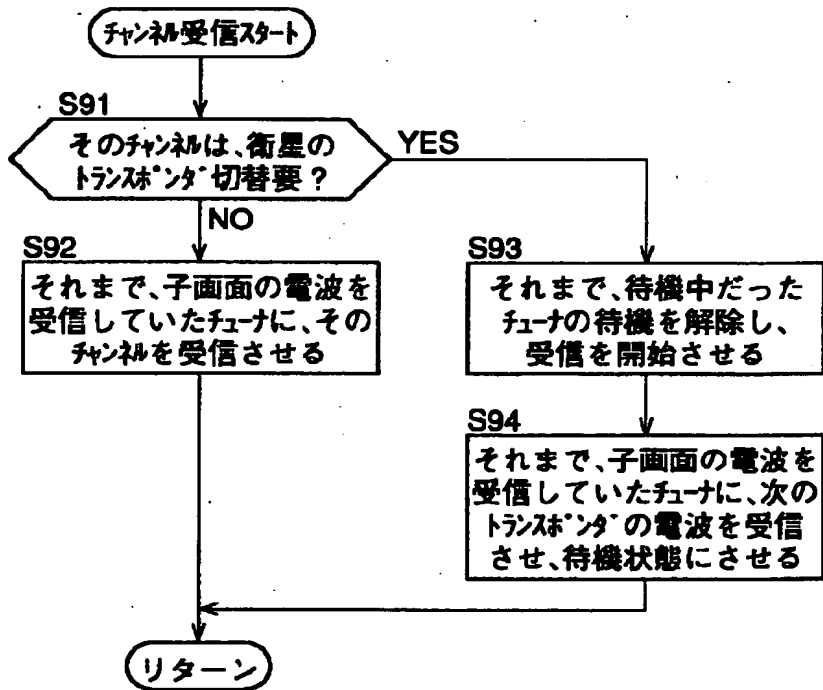 チャンネル受信スタート
S91
そのチャンネルは、衛星の
トランスポンダ切替要？
YES
NO
S92
それまで、子画面の電波を
受信していたチューナに、その
チャンネルを受信させる
S93
それまで、待機中だった
チューナの待機を解除し、
受信を開始させる
S94
それまで、子画面の電波を
受信していたチューナに、次の
トランスポンダの電波を受信
させ、待機状態にさせる
リターン